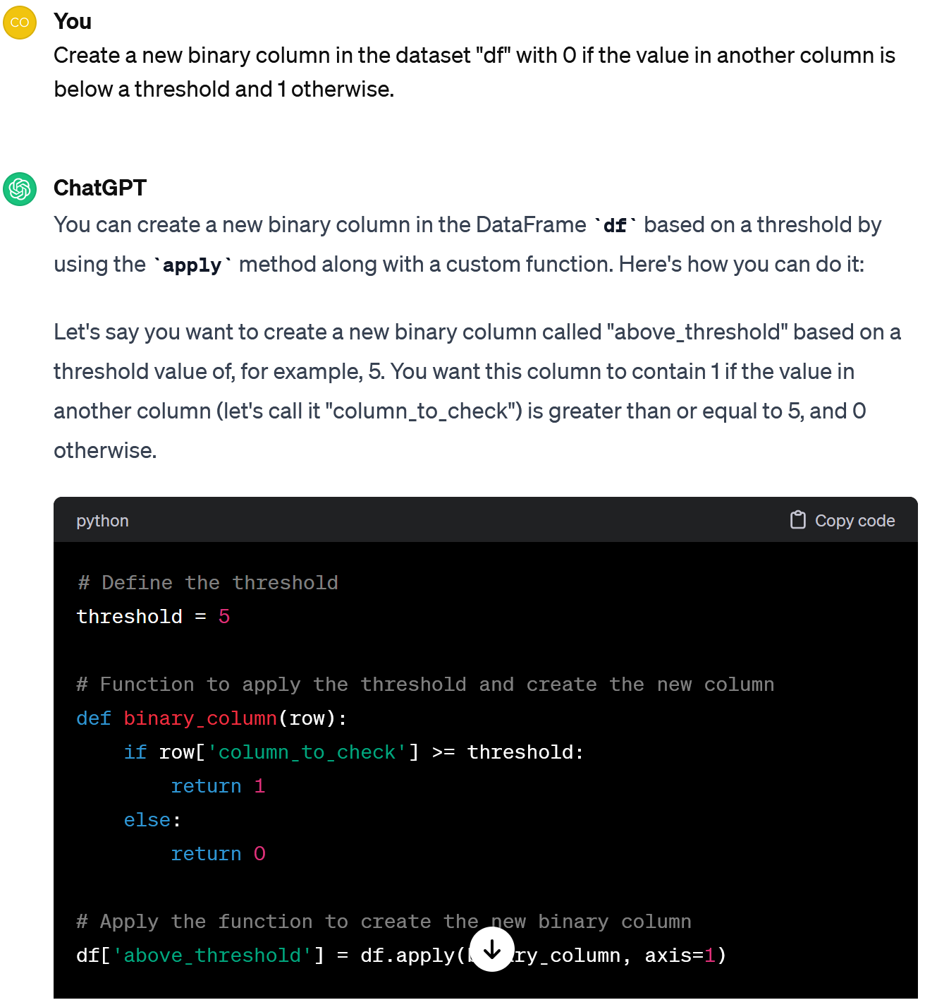 CO
You
Create a new binary column in the dataset "df" with 0 if the value in another column is
below a threshold and 1 otherwise.
ChatGPT
You can create a new binary column in the DataFrame `df` based on a threshold by
using the `apply` method along with a custom function. Here's how you can do it:
Let's say you want to create a new binary column called "above_threshold" based on a
threshold value of, for example, 5. You want this column to contain 1 if the value in
another column (let's call it "column_to_check") is greater than or equal to 5, and 0
otherwise.
python Copy code
# Define the threshold
threshold = 5
# Function to apply the threshold and create the new column
def binary_column(row):
    if row['column_to_check'] >= threshold:
        return 1
    else:
        return 0
# Apply the function to create the new binary column
df['above_threshold'] = df.apply( ry_column, axis=1)